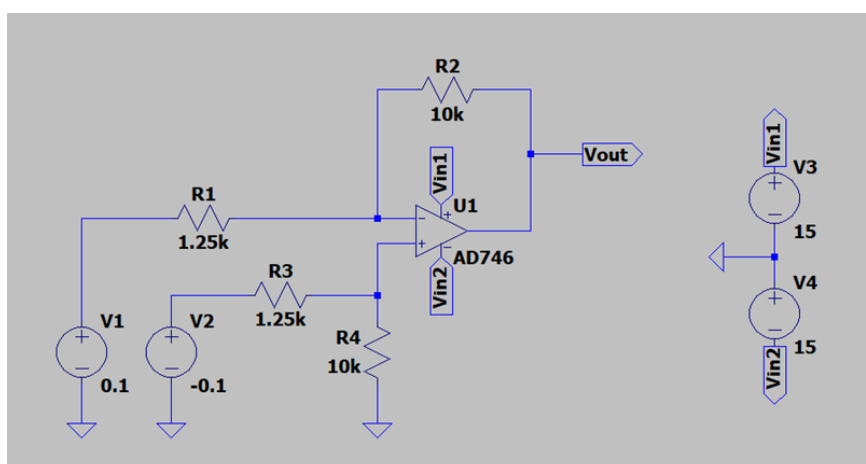 R2
10k
Vin1
Vout
Vin1
V3
R1
U1
1.25k
15
R3
AD746
Vin2
V4
V1
V2
1.25k
R4
15
10k
Vin2
0.1
-0.1